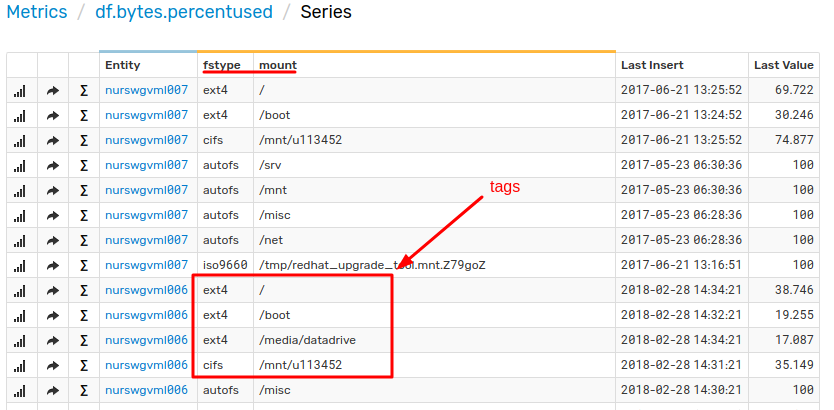 Metrics / df.bytes.percentused / Series
Entity fstype mount Last Insert Last Value
Σ nurswgvml007 ext4 / 2017-06-21 13:25:52 69.722
Σ nurswgvml007 ext4 /boot 2017-06-21 13:24:52 30.246
Σ nurswgvml007 cifs /mnt/u113452 2017-06-21 13:25:52 74.877
Σ nurswgvml007 autofs /srv 2017-05-23 06:30:36 100
Σ nurswgvml007 autofs /mnt 2017-05-23 06:30:36 100
tags
Σ nurswgvml007 autofs /misc 2017-05-23 06:28:36 100
Σ nurswgvml007 autofs /net 2017-05-23 06:28:36 100
Σ nurswgvml007 iso9660 /tmp/redhat_upgrade_tool.mnt.Z79goZ 2017-06-21 13:16:51 100
Σ nurswgvml006 ext4 / 2018-02-28 14:34:21 38.746
Σ nurswgvml006 ext4 /boot 2018-02-28 14:32:21 19.255
Σ nurswgvml006 ext4 /media/datadrive 2018-02-28 14:34:21 17.087
Σ nurswgvml006 cifs /mnt/u113452 2018-02-28 14:31:21 35.149
Σ nurswgvml006 autofs /misc 2018-02-28 14:30:21 100